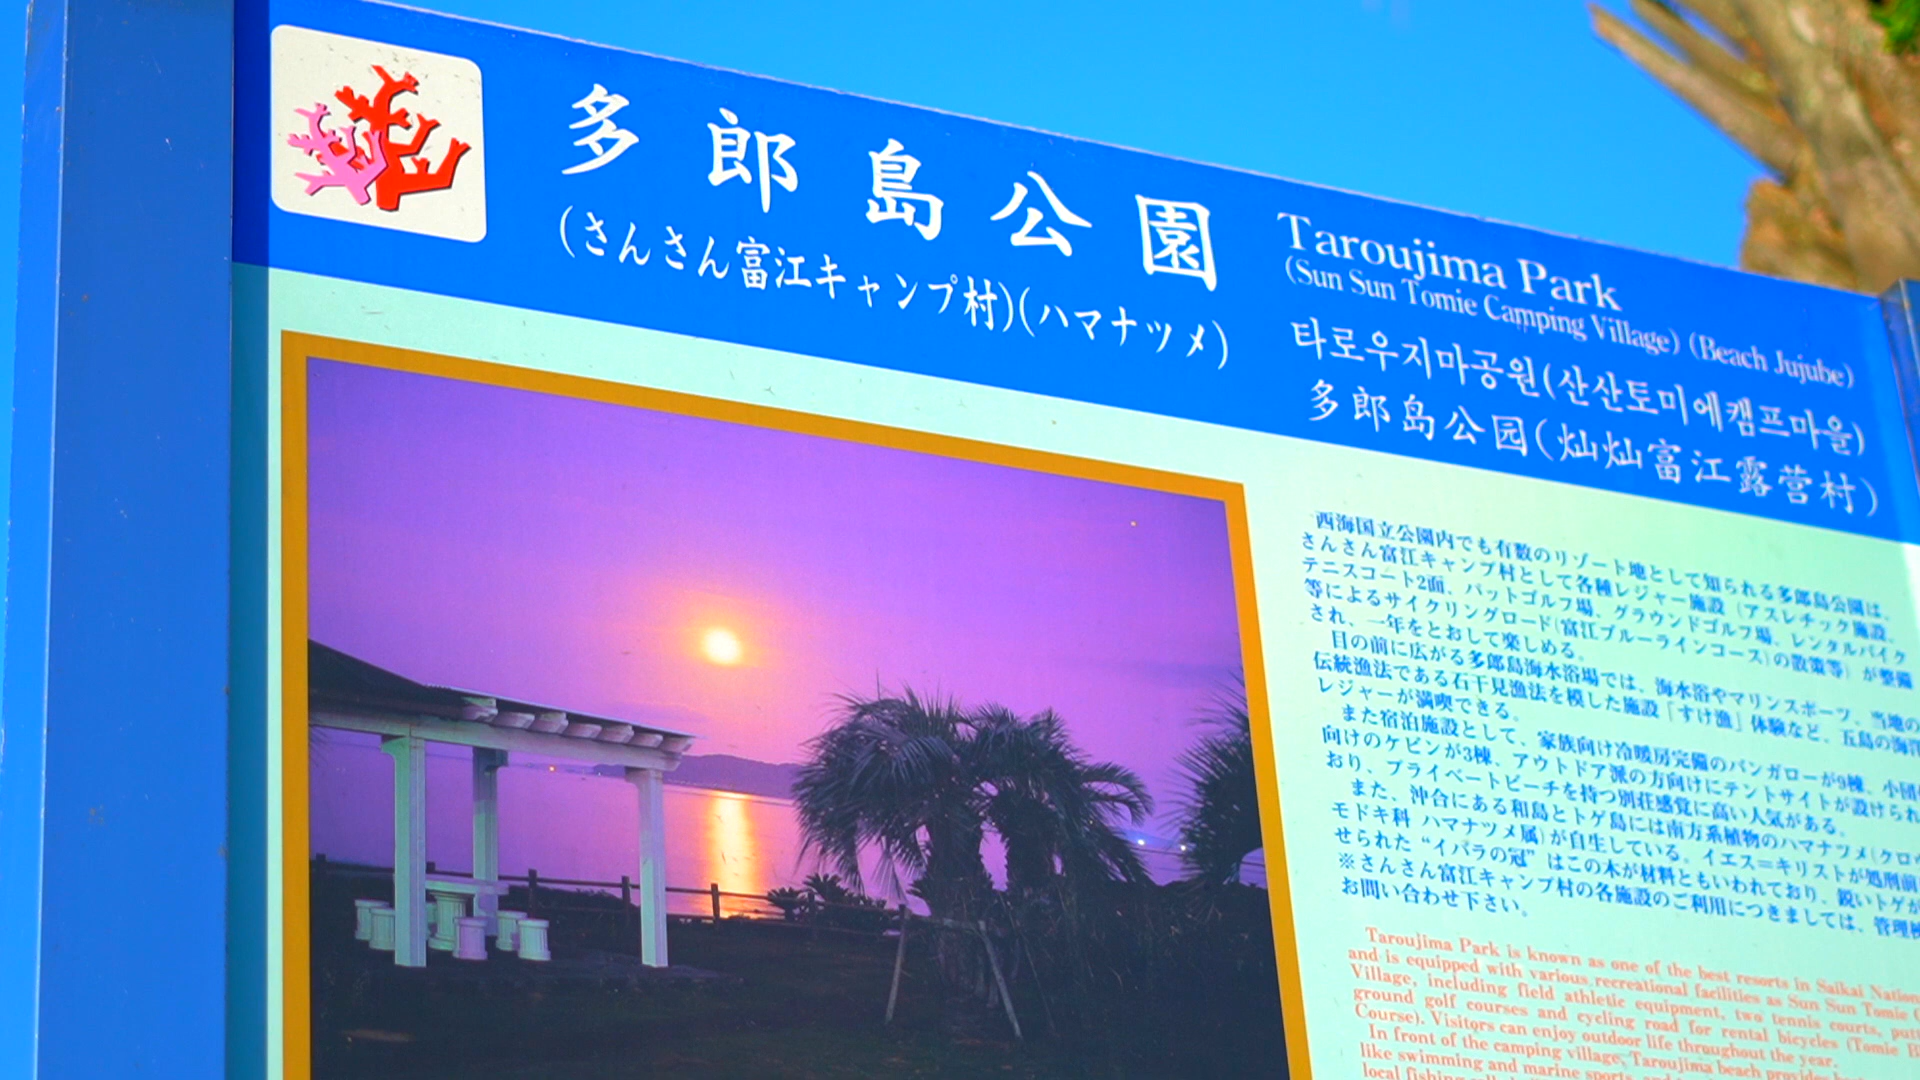 多郎島公園
(さんさん富江キャンプ村)(ハマナツメ)
Taroujima Park
(Sun Sun Tomie Camping Village) (Beach Jujube)
타로우지마공원(산산토미에캠프마을)
多郎岛公园(灿灿富江露营村)
西海国立公園内でも有数のリゾート地として知られる多郎島公園は、
さんさん富江キャンプ村として各種レジャー施設(アスレチック施設、
テニスコート2面、パットゴルフ場、グラウンドゴルフ場、レンタルバイク
等によるサイクリングロード(富江ブルーラインコース)の散策等)が整備
され、一年をとおして楽しめる。
目の前に広がる多郎島海水浴場では、海水浴やマリンスポーツ、当地の
伝統漁法である石干見漁法を模した施設「すけ漁」体験など、五島の海洋
レジャーが満喫できる。
また宿泊施設として、家族向け冷暖房完備のバンガローが9棟、小団体
向けのケビンが3棟、アウトドア派の方向けにテントサイトが設けられ
おり、プライベートビーチを持つ別荘感覚に高い人気がある。
また、沖合にある和島とトゲ島には南方系植物のハマナツメ(クロウ
モドキ科 ハマナツメ属)が自生している。イエス=キリストが処刑前
せられた“イバラの冠”はこの木が材料ともいわれており、鋭いトゲが
※さんさん富江キャンプ村の各施設のご利用につきましては、管理棟
お問い合わせ下さい。
Taroujima Park is known as one of the best resorts in Saikai Nation
and is equipped with various recreational facilities as Sun Sun Tomie
Village, including field athletic equipment, two tennis courts, putt
ground golf courses and cycling road for rental bicycles (Tomie B
Course). Visitors can enjoy outdoor life throughout the year.
In front of the camping village, Taroujima beach provides
like swimming and marine sports,
local fishing